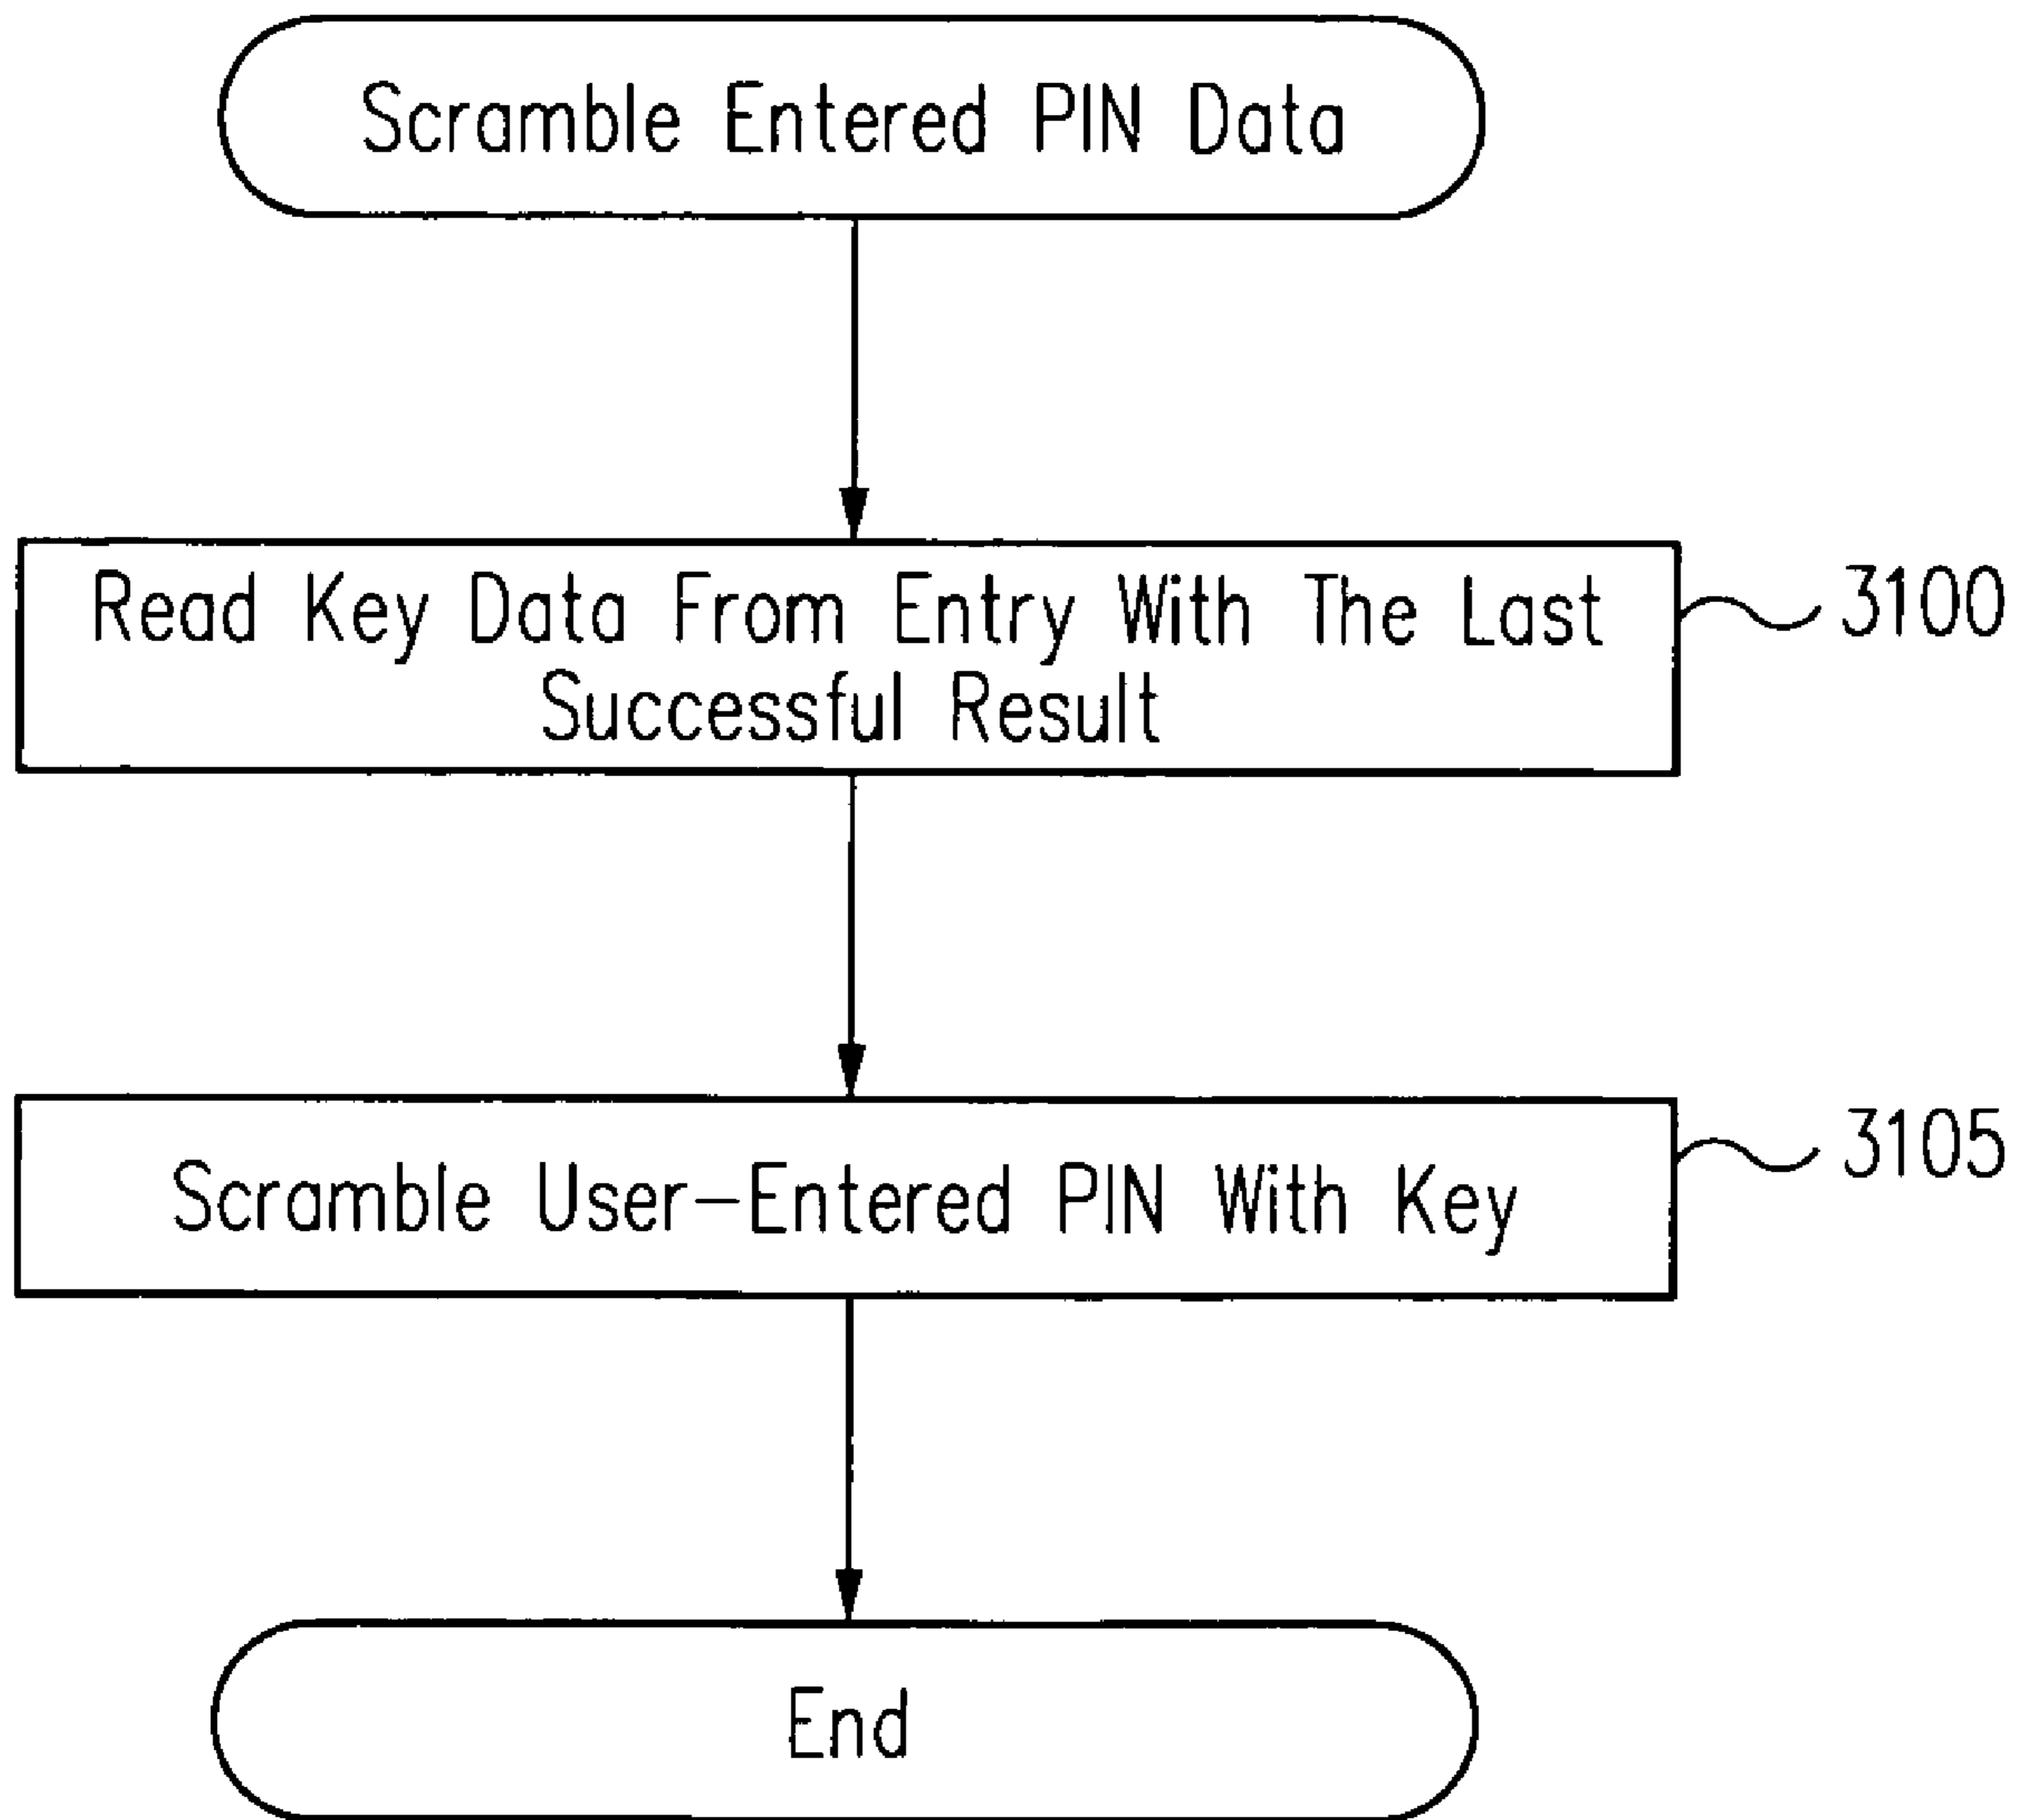 Scramble Entered PIN Data
Read Key Data From Entry With The Last
Successful Result
3100
Scramble User-Entered PIN With Key
3105
End